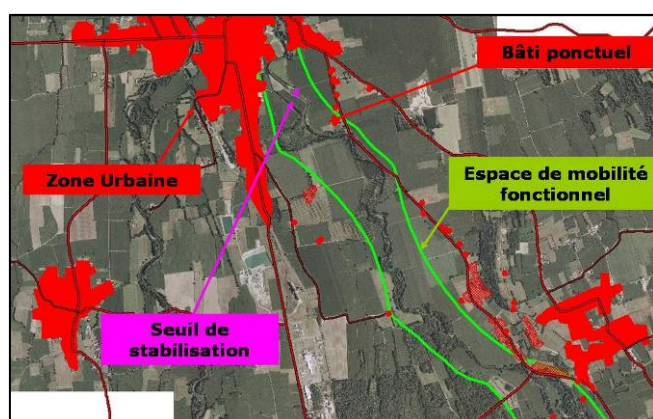 Bâti ponctuel
Zone Urbaine
Espace de mobilité
fonctionnel
Seuil de
stabilisation